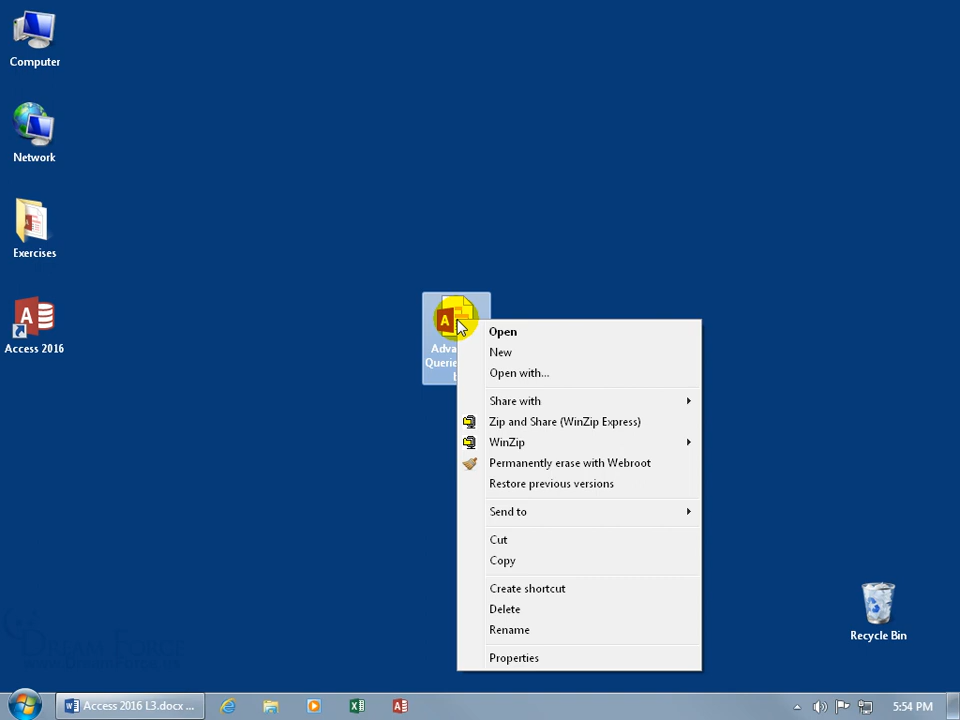 Computer
Network
Exercises
Access 2016
Adva
Querie
Open
New
Open with...
Share with
Zip and Share (WinZip Express)
WinZip
Permanently erase with Webroot
Restore previous versions
Send to
Cut
Copy
Create shortcut
Delete
Rename
Properties
Recycle Bin
Access 2016 L3.docx ...
5:54 PM